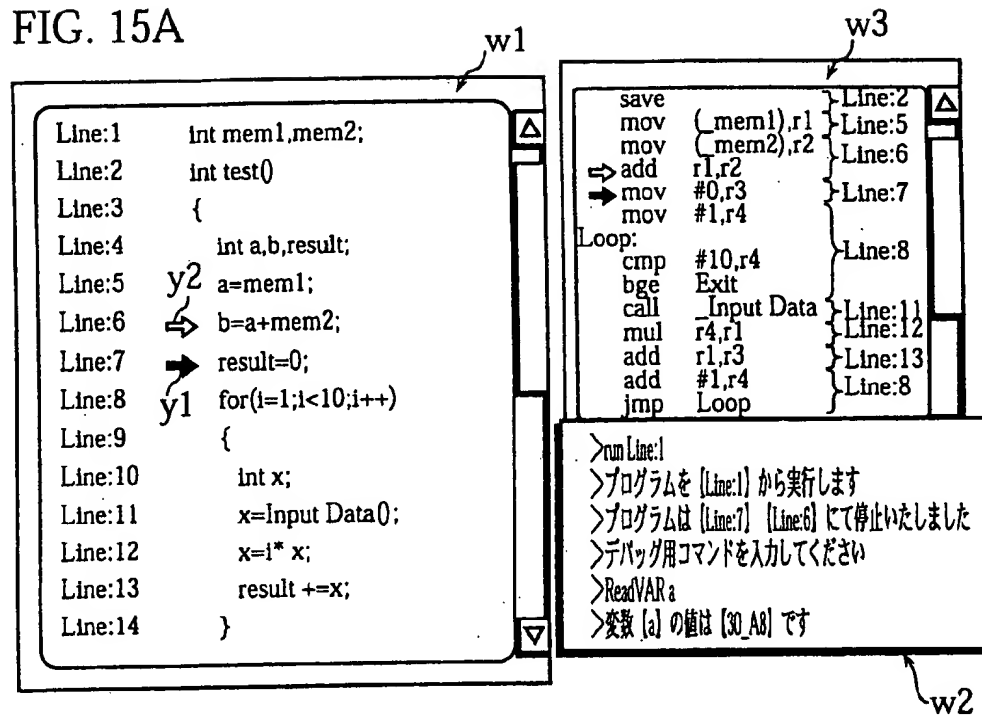 FIG. 15A
w1
Line:1 int mem1,mem2;
Line:2 int test()
Line:3 {
Line:4 int a,b,result;
Line:5 a=mem1;
y2
Line:6 b=a+mem2;
Line:7 result=0;
y1
Line:8 for(i=1;i<10;i++)
Line:9 {
Line:10 int x;
Line:11 x=Input Data();
Line:12 x=i* x;
Line:13 result +=x;
Line:14 }
w3
save Line:2
mov (_mem1),r1 Line:5
mov (_mem2),r2 Line:6
add r1,r2
mov #0,r3 Line:7
mov #1,r4
Loop: Line:8
cmp #10,r4
bge Exit
call _Input Data Line:11
mul r4,r1 Line:12
add r1,r3 Line:13
add #1,r4 Line:8
jmp Loop
>run Line:1
>プログラムを【Line:1】から実行します
>プログラムは【Line:7】【Line:6】にて停止いたしました
>デバッグ用コマンドを入力してください
>ReadVAR a
>変数【a】の値は【30_A8】です
w2